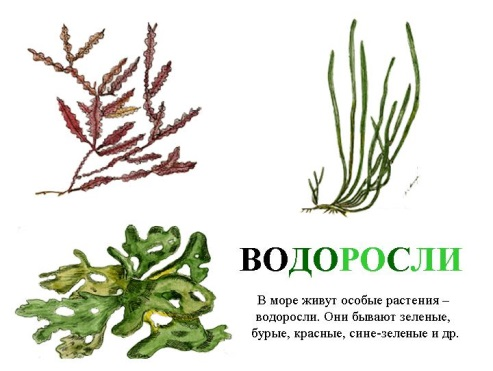 ВОДОРОСЛИ
В море живут особые растения –
водоросли. Они бывают зеленые,
бурые, красные, сине-зеленые и др.